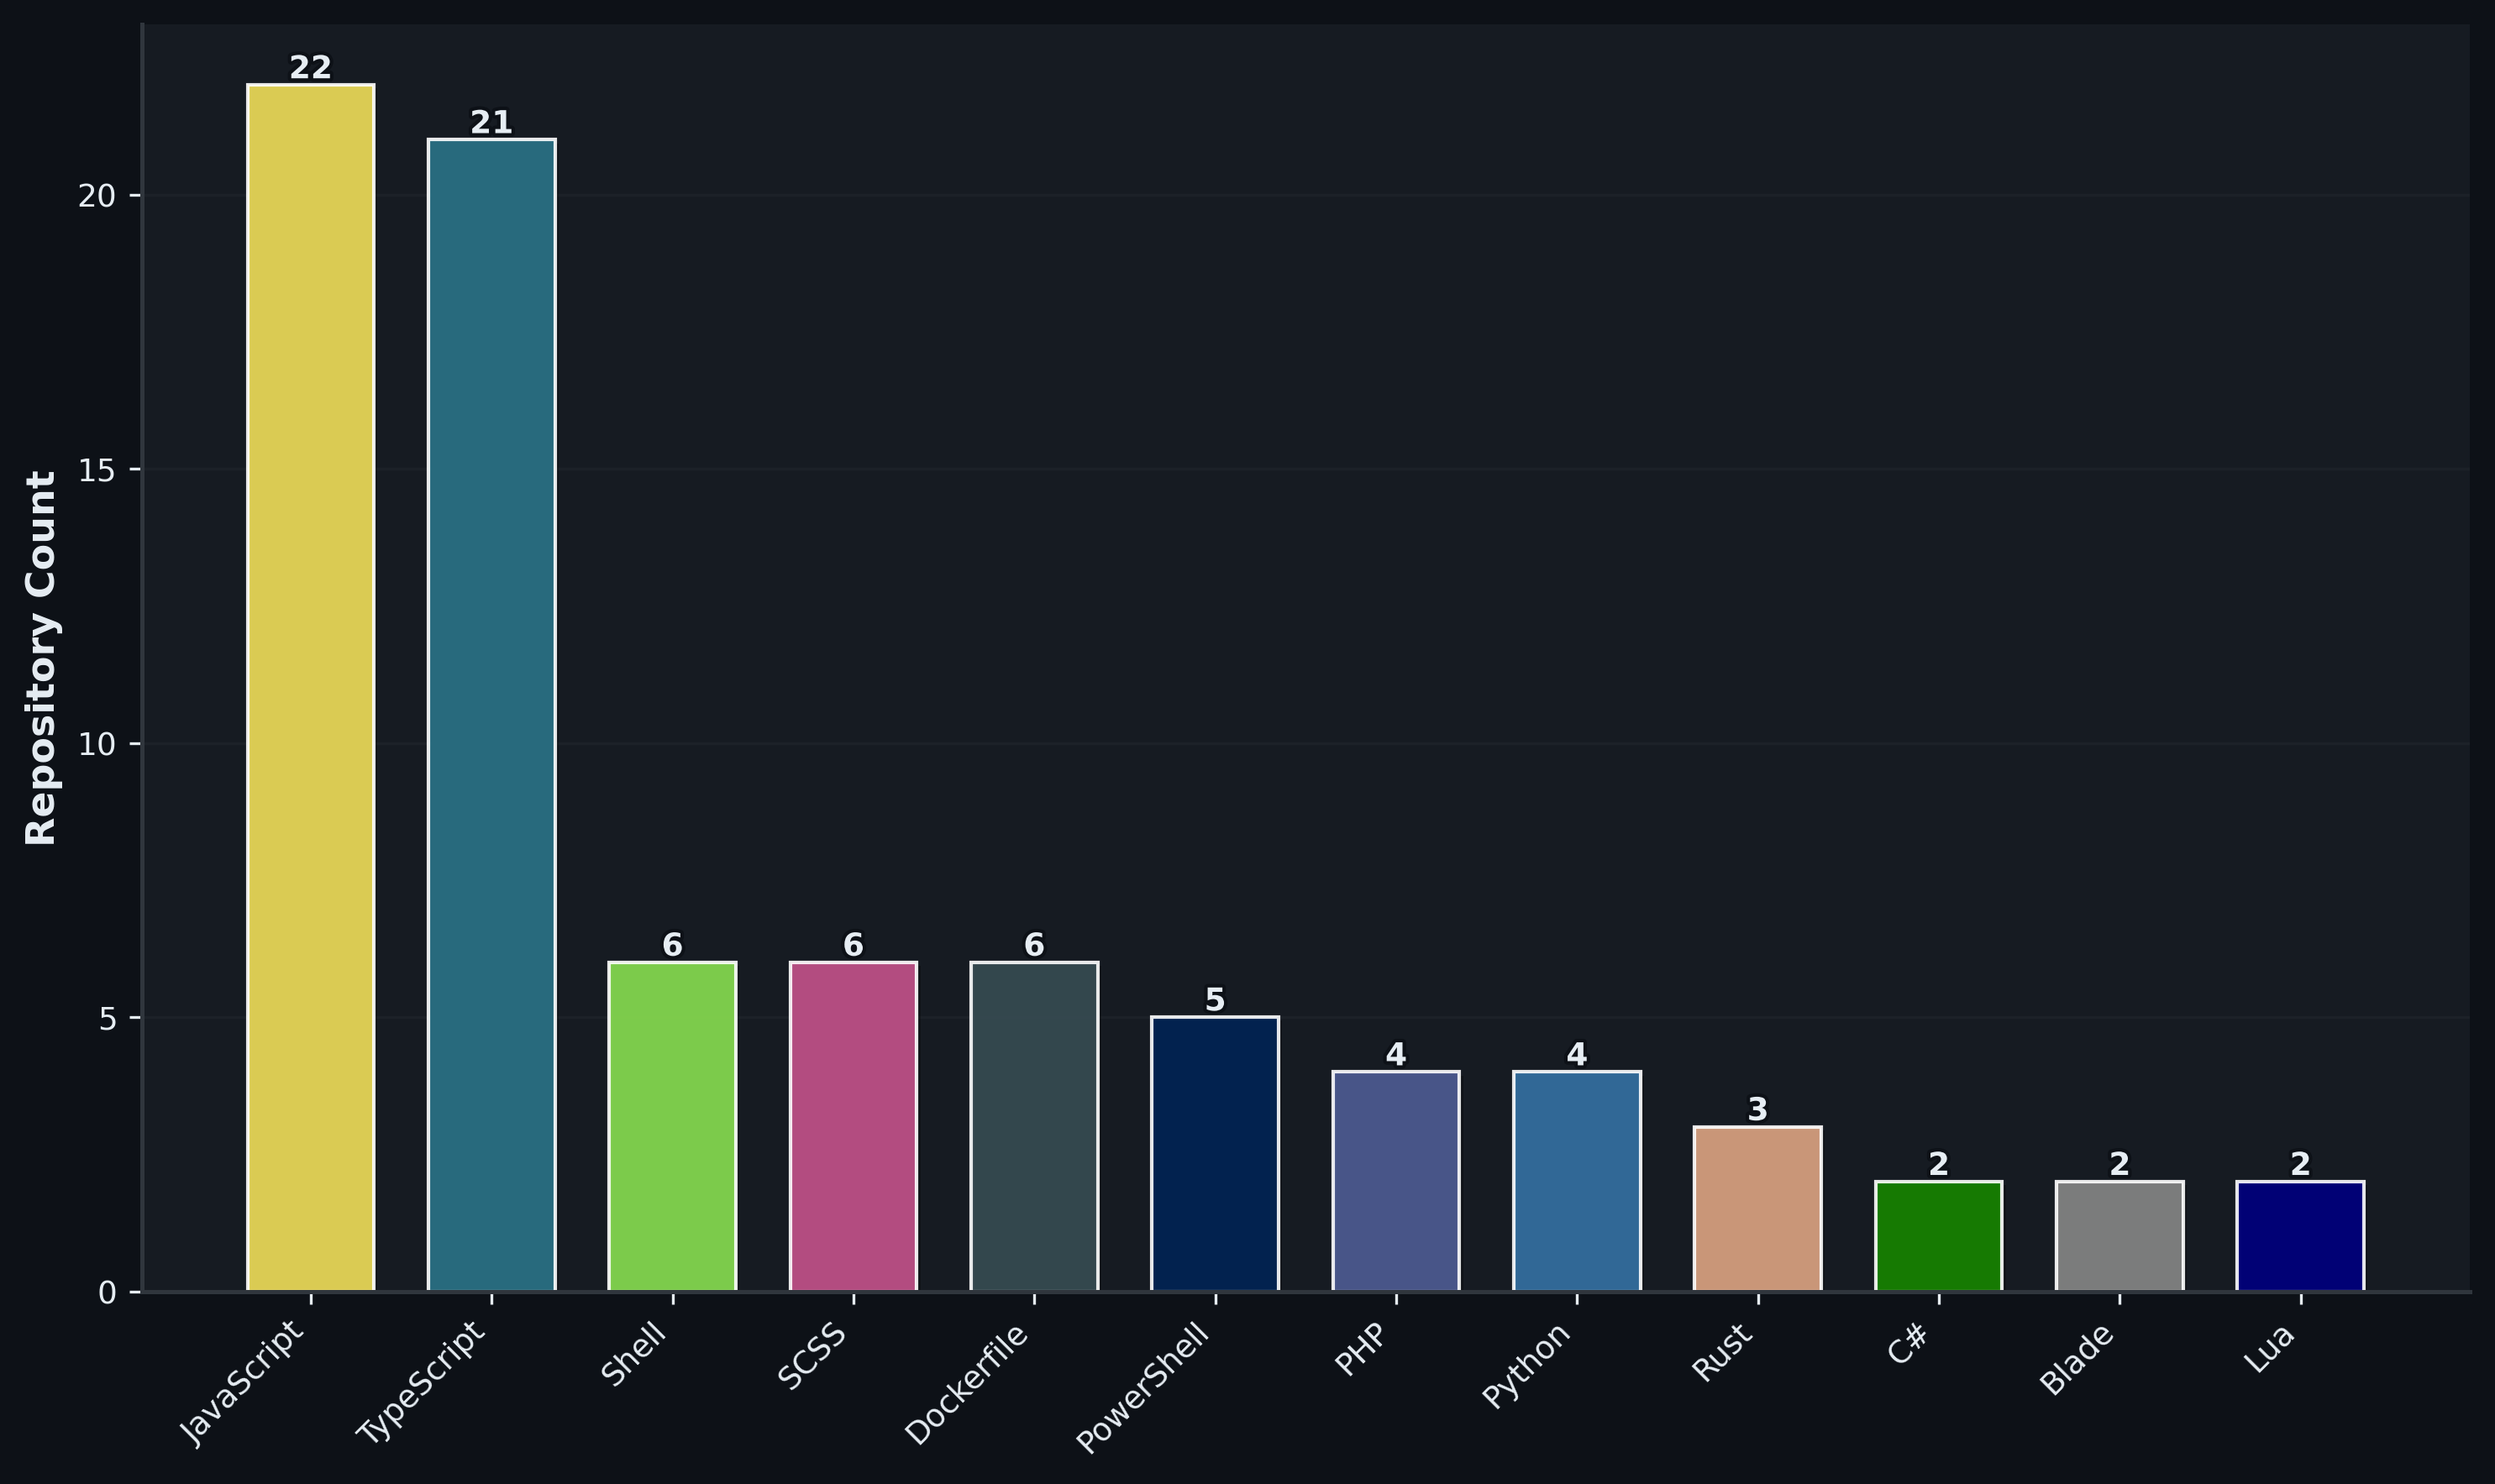 Repository Count
20
15
10
5
0
22
21
6
6
6
5
4
4
3
2
2
2
JavaScript
TypeScript
Shell
SCSS
Dockerfile
PowerShell
PHP
Python
Rust
C#
Blade
Lua